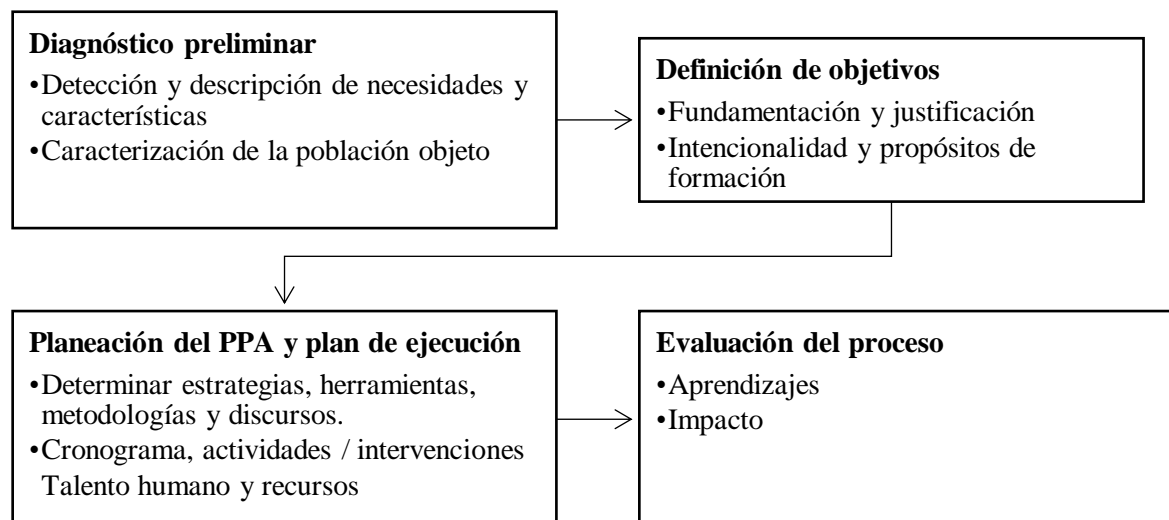 Diagnóstico preliminar
•Detección y descripción de necesidades y
características
•Caracterización de la población objeto
Definición de objetivos
•Fundamentación y justificación
•Intencionalidad y propósitos de
formación
Planeación del PPA y plan de ejecución
•Determinar estrategias, herramientas,
metodologías y discursos.
•Cronograma, actividades / intervenciones
Talento humano y recursos
Evaluación del proceso
•Aprendizajes
•Impacto